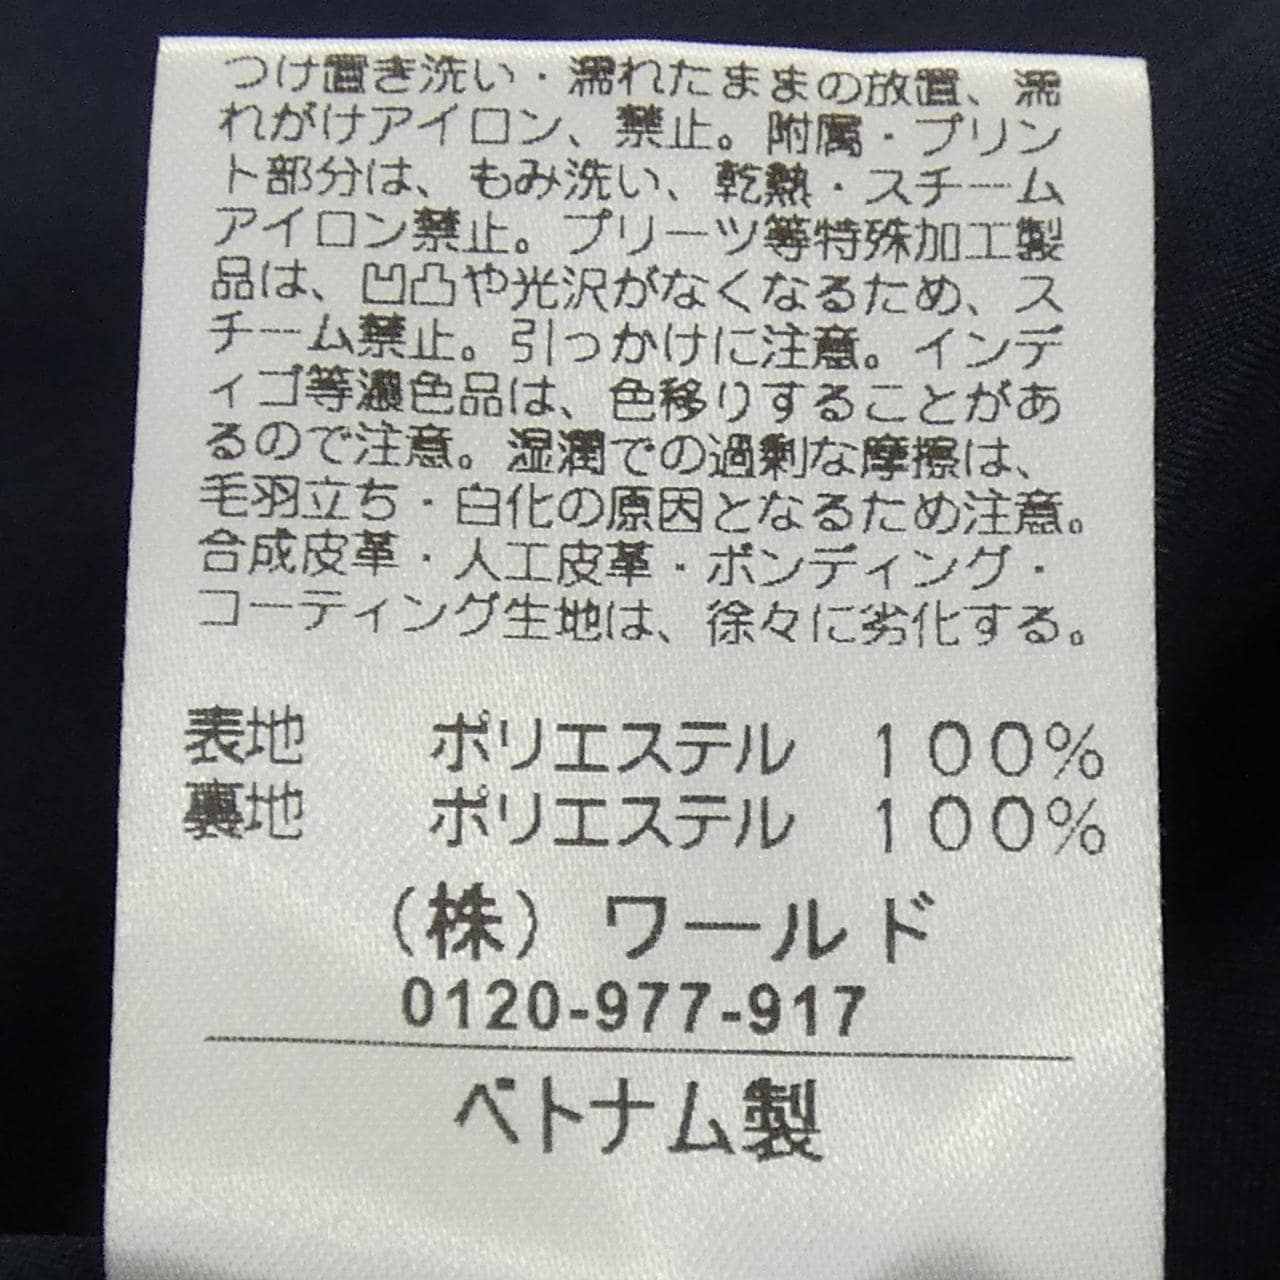 つけ置き洗い・濡れたままの放置、濡
れがけアイロン、禁止。附属・プリン
ト部分は、もみ洗い、乾熱・スチーム
アイロン禁止。プリーツ等特殊加工製
品は、凹凸や光沢がなくなるため、ス
チーム禁止。引っかけに注意。インデ
ィゴ等濃色品は、色移りすることがあ
るので注意。湿潤での過剰な摩擦は、
毛羽立ち・白化の原因となるため注意。
合成皮革・人工皮革・ボンディング・
コーティング生地は、徐々に劣化する。
表地 ポリエステル 100%
裏地 ポリエステル 100%
(株) ワールド
0120-977-917
ベトナム製